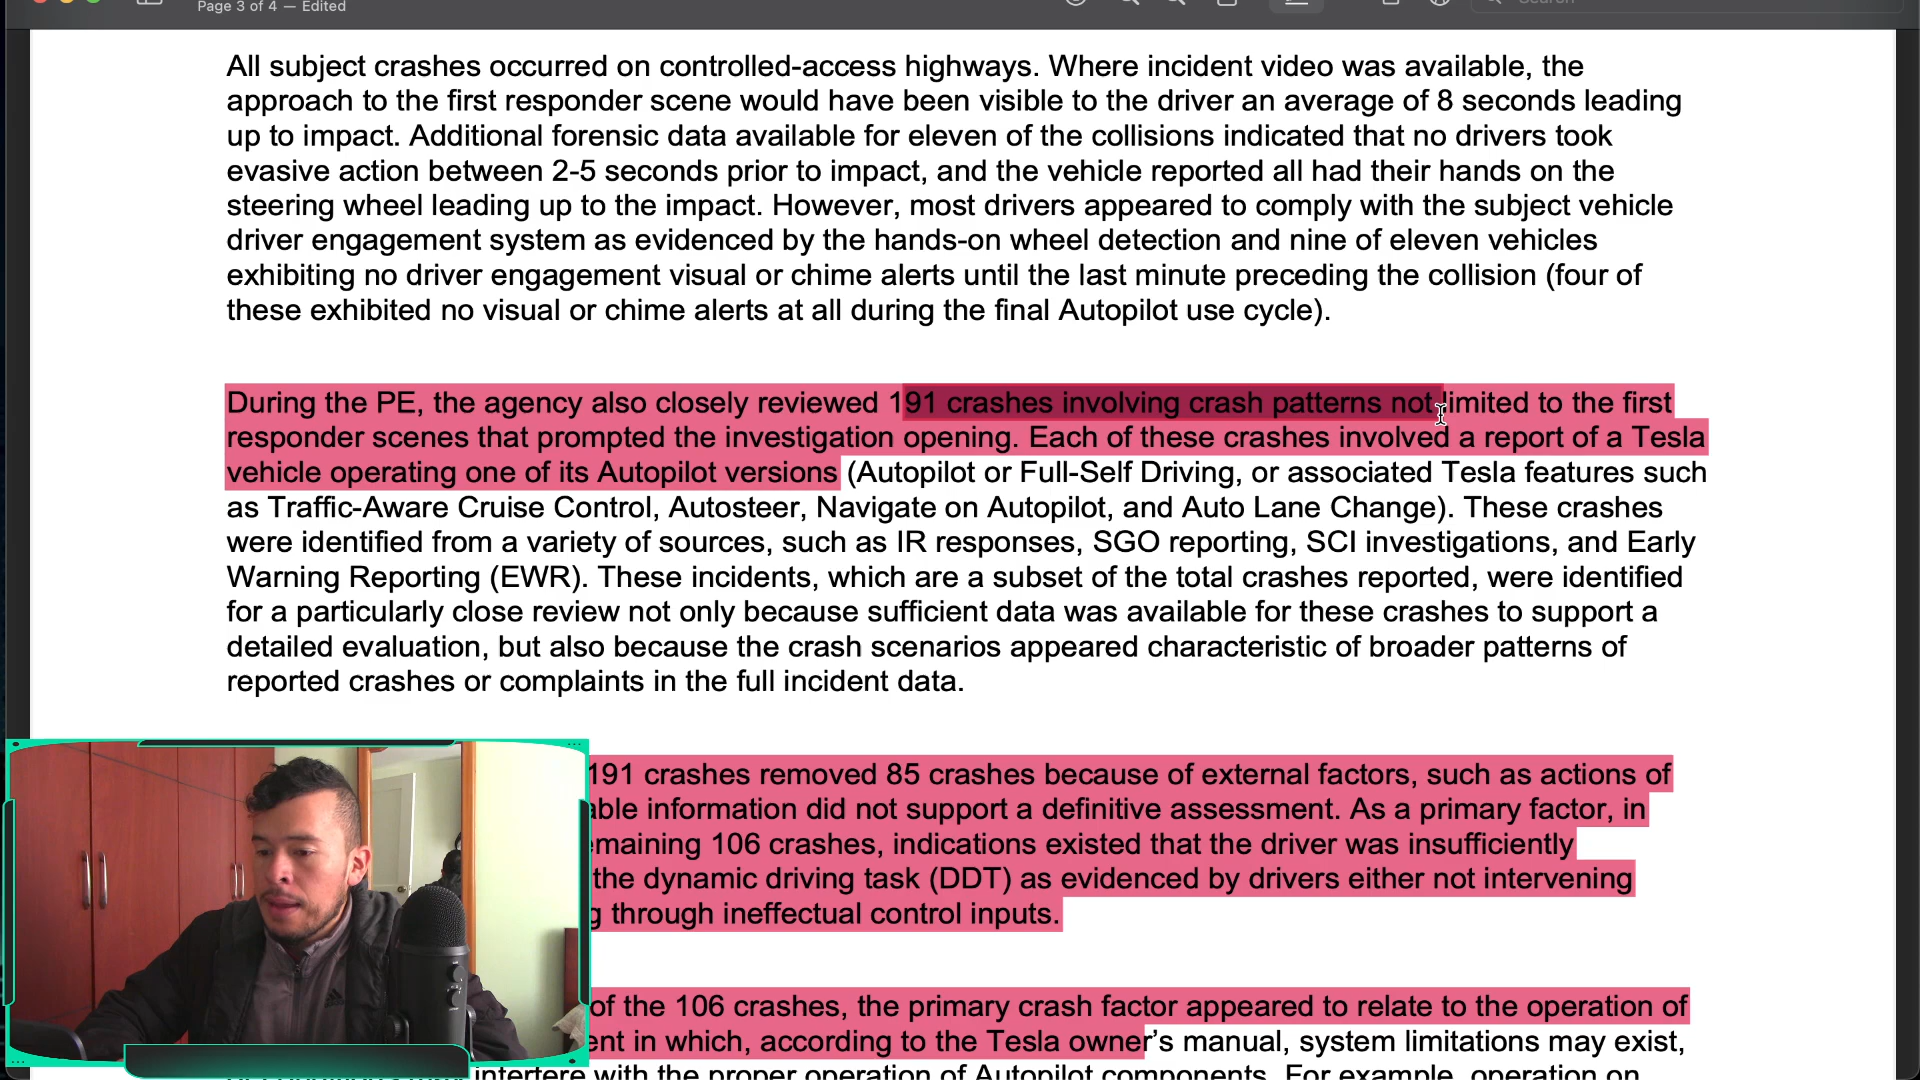 Page 3 of 4 — Edited
Search
All subject crashes occurred on controlled-access highways. Where incident video was available, the
approach to the first responder scene would have been visible to the driver an average of 8 seconds leading
up to impact. Additional forensic data available for eleven of the collisions indicated that no drivers took
evasive action between 2-5 seconds prior to impact, and the vehicle reported all had their hands on the
steering wheel leading up to the impact. However, most drivers appeared to comply with the subject vehicle
driver engagement system as evidenced by the hands-on wheel detection and nine of eleven vehicles
exhibiting no driver engagement visual or chime alerts until the last minute preceding the collision (four of
these exhibited no visual or chime alerts at all during the final Autopilot use cycle).
During the PE, the agency also closely reviewed 191 crashes involving crash patterns not limited to the first
responder scenes that prompted the investigation opening. Each of these crashes involved a report of a Tesla
vehicle operating one of its Autopilot versions (Autopilot or Full-Self Driving, or associated Tesla features such
as Traffic-Aware Cruise Control, Autosteer, Navigate on Autopilot, and Auto Lane Change). These crashes
were identified from a variety of sources, such as IR responses, SGO reporting, SCI investigations, and Early
Warning Reporting (EWR). These incidents, which are a subset of the total crashes reported, were identified
for a particularly close review not only because sufficient data was available for these crashes to support a
detailed evaluation, but also because the crash scenarios appeared characteristic of broader patterns of
reported crashes or complaints in the full incident data.
191 crashes removed 85 crashes because of external factors, such as actions of
information did not support a definitive assessment. As a primary factor, in
106 crashes, indications existed that the driver was insufficiently
the dynamic driving task (DDT) as evidenced by drivers either not intervening
through ineffectual control inputs.
of the 106 crashes, the primary crash factor appeared to relate to the operation of
in which, according to the Tesla owner’s manual, system limitations may exist,
interfere with the proper operation of Autopilot components. For example, operation on